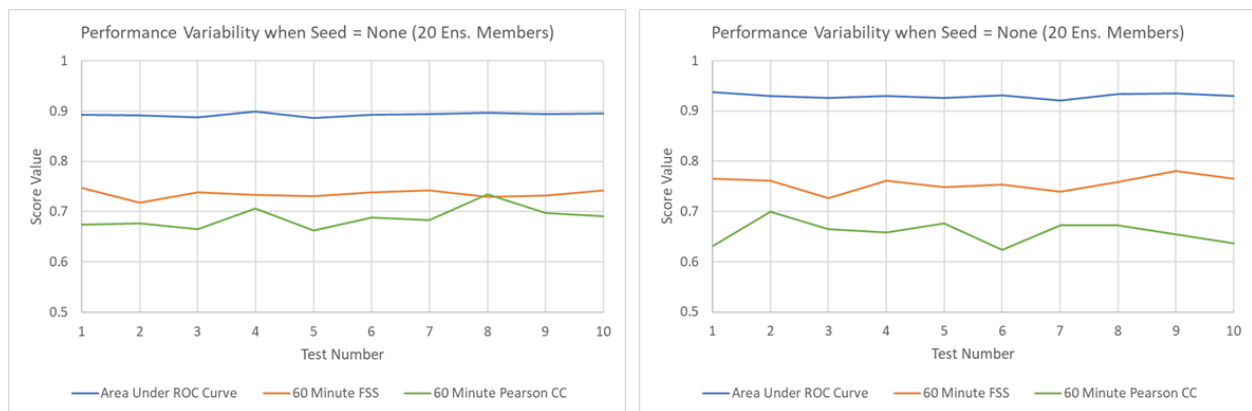 Performance Variability when Seed = None (20 Ens. Members)
1
0.9
0.8
0.7
0.6
0.5
Score Value
1 2 3 4 5 6 7 8 9 10
Test Number
Area Under ROC Curve 60 Minute FSS 60 Minute Pearson CC
Performance Variability when Seed = None (20 Ens. Members)
1
0.9
0.8
0.7
0.6
0.5
Score Value
1 2 3 4 5 6 7 8 9 10
Test Number
Area Under ROC Curve 60 Minute FSS 60 Minute Pearson CC